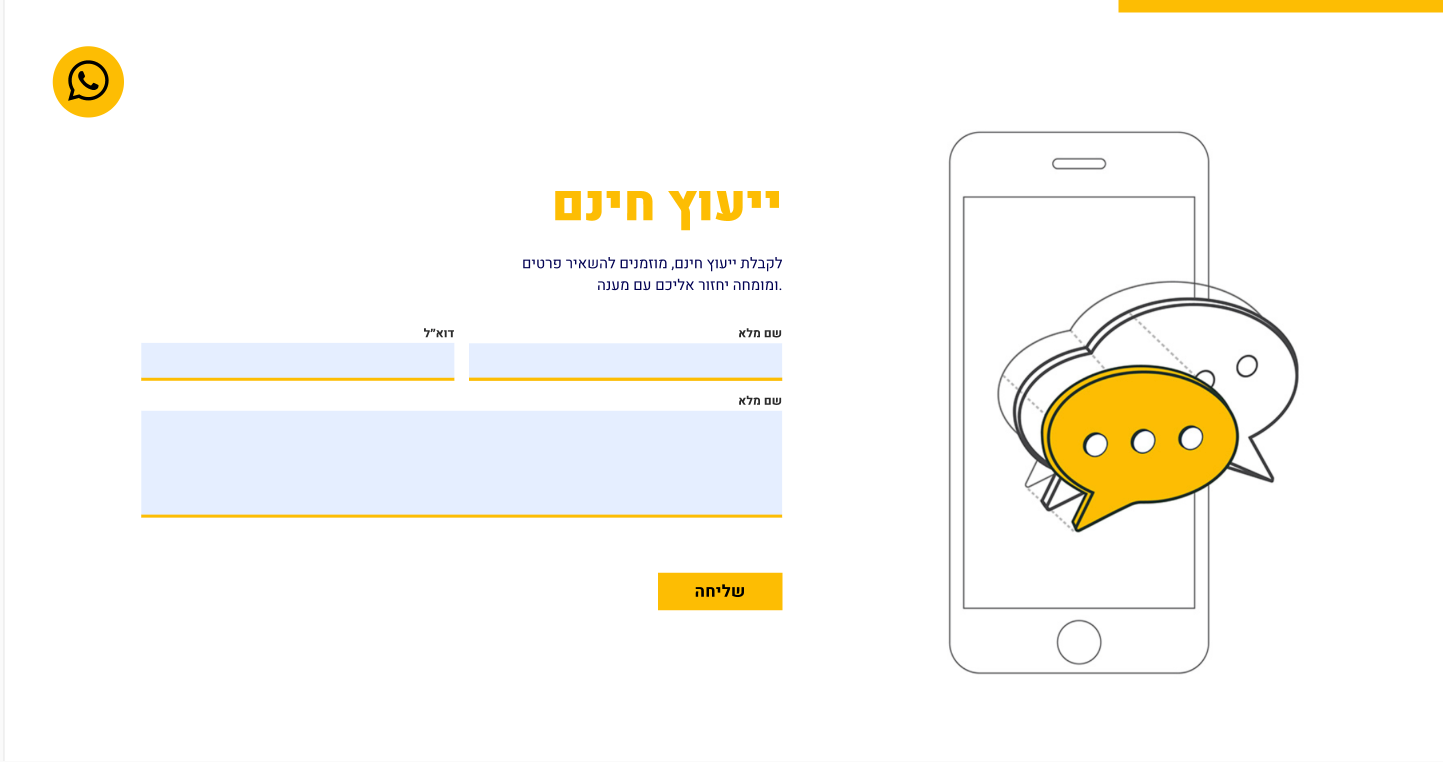 ייעוץ חינם
לקבלת ייעוץ חינם, מוזמנים להשאיר פרטים
ומומחה יחזור אליכם עם מענה.
שם מלא
דוא״ל
שם מלא
שליחה